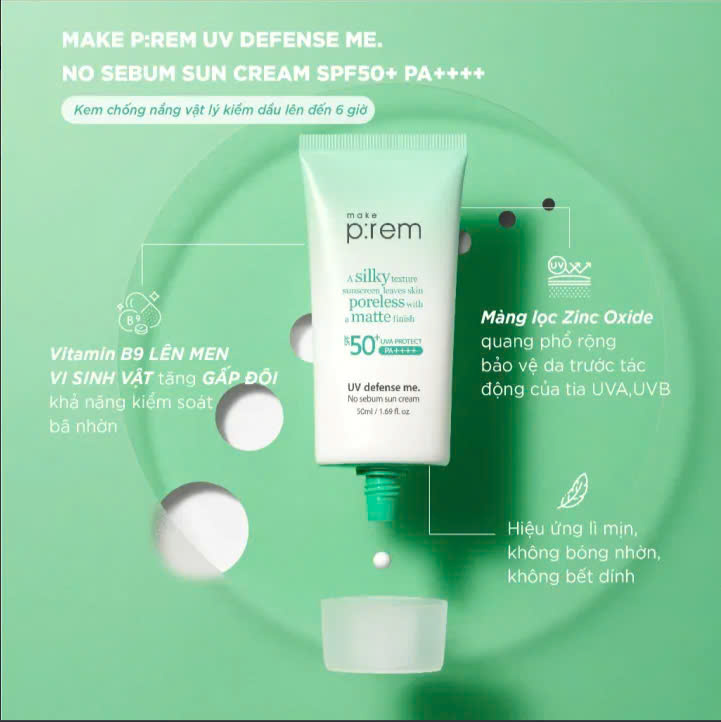 MAKE P:REM UV DEFENSE ME.
NO SEBUM SUN CREAM SPF50+ PA++++
Kem chống nắng vật lý kiềm dầu lên đến 6 giờ
make
p:rem
A silky texture
sunscreen leaves skin
poreless with
a matte finish
SPF 50+ UVA PROTECT
PA++++
UV defense me.
No sebum sun cream
50ml / 1.69 fl. oz.
B9
Vitamin B9 LÊN MEN
VI SINH VẬT tăng GẤP ĐÔI
khả năng kiểm soát
bã nhờn
UV
Màng lọc Zinc Oxide
quang phổ rộng
bảo vệ da trước tác
động của tia UVA,UVB
Hiệu ứng lì mịn,
không bóng nhờn,
không bết dính